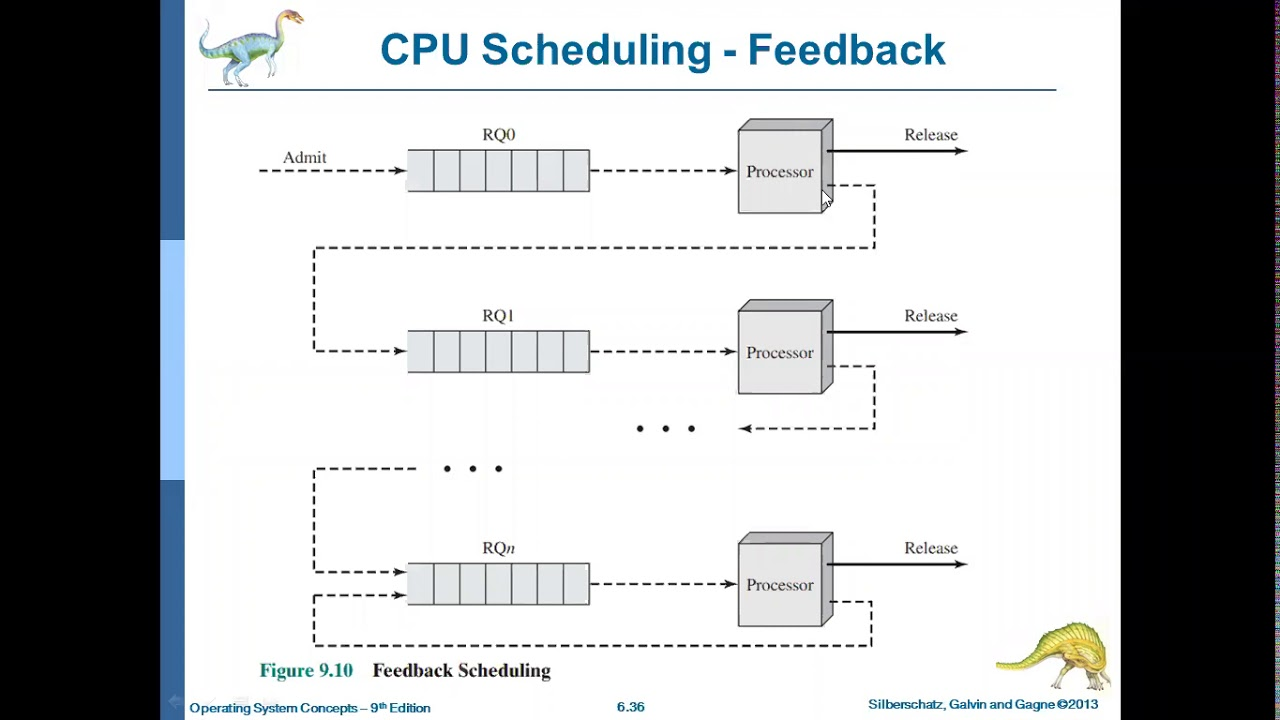 CPU Scheduling - Feedback
RQ0
Release
Admit
Processor
RQ1
Release
Processor
RQn
Release
Processor
Figure 9.10 Feedback Scheduling
Operating System Concepts – 9th Edition
6.36
Silberschatz, Galvin and Gagne ©2013